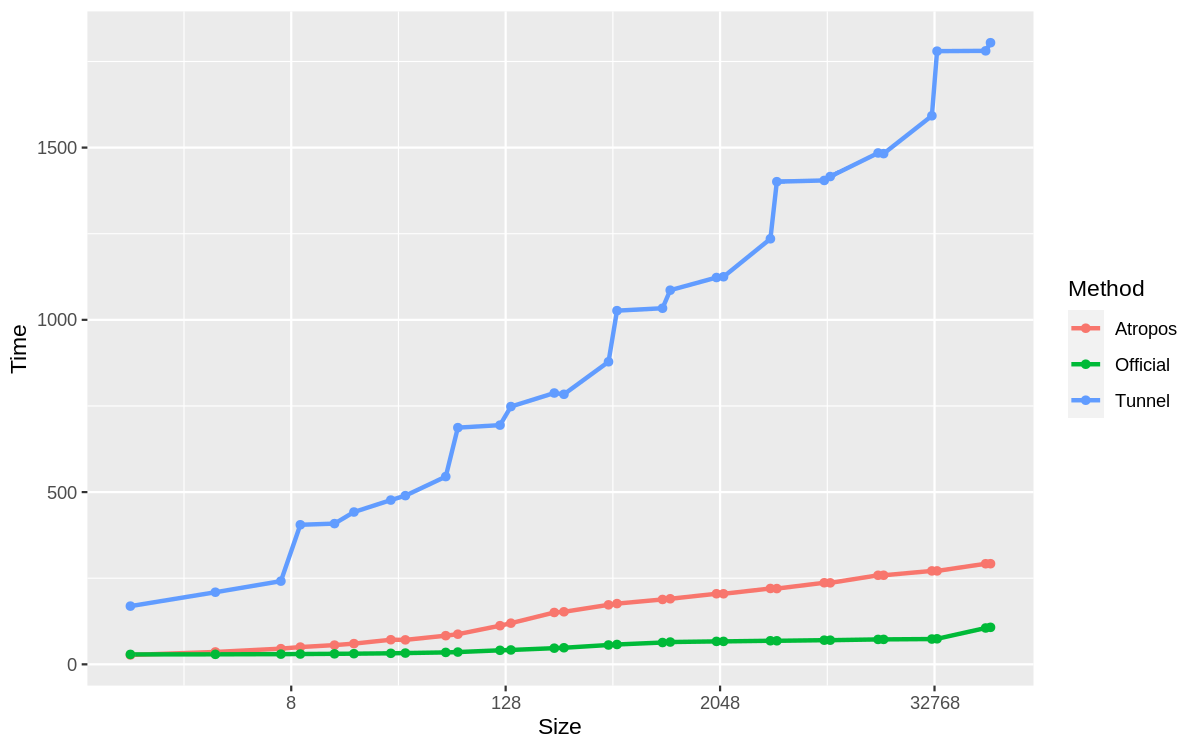 1500
1000
500
0
Time
8
128
2048
32768
Size
Method
Atropos
Official
Tunnel